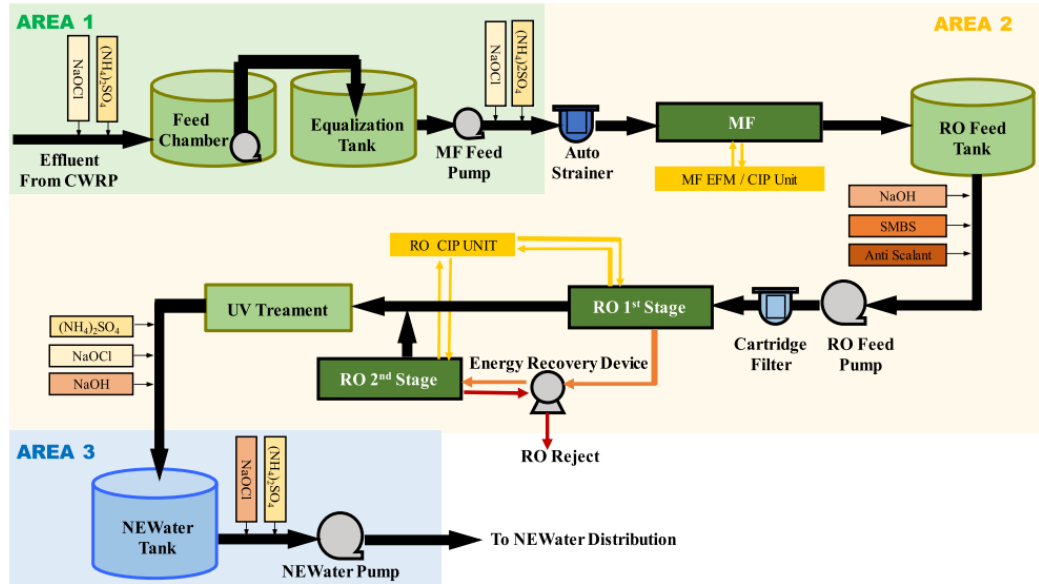 AREA 1
AREA 2
NaOCl
(NH₄)₂SO₄
NaOCl
(NH₄)2SO₄
Feed
Chamber
Equalization
Tank
MF
RO Feed
Tank
Effluent
From CWRP
MF Feed
Pump
Auto
Strainer
MF EFM / CIP Unit
NaOH
SMBS
Anti Scalant
RO CIP UNIT
UV Treament
RO 1st Stage
(NH₄)₂SO₄
NaOCl
NaOH
Cartridge
Filter
RO Feed
Pump
Energy Recovery Device
RO 2nd Stage
RO Reject
AREA 3
NaOCl
(NH₄)₂SO₄
NEWater
Tank
To NEWater Distribution
NEWater Pump